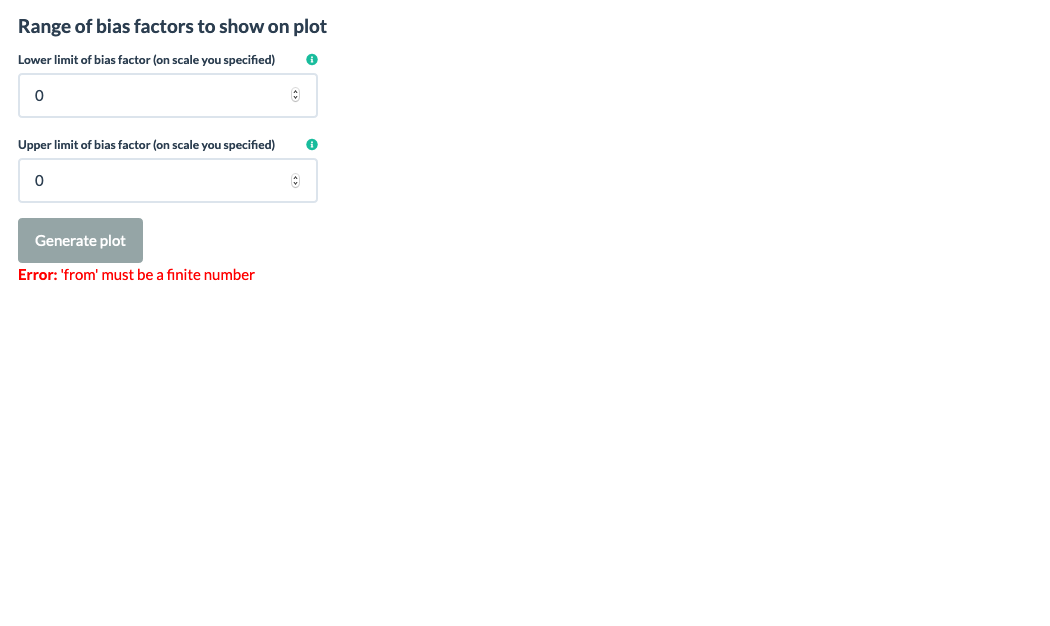 Range of bias factors to show on plot
Lower limit of bias factor (on scale you specified)
0
Upper limit of bias factor (on scale you specified)
0
Generate plot
Error: 'from' must be a finite number